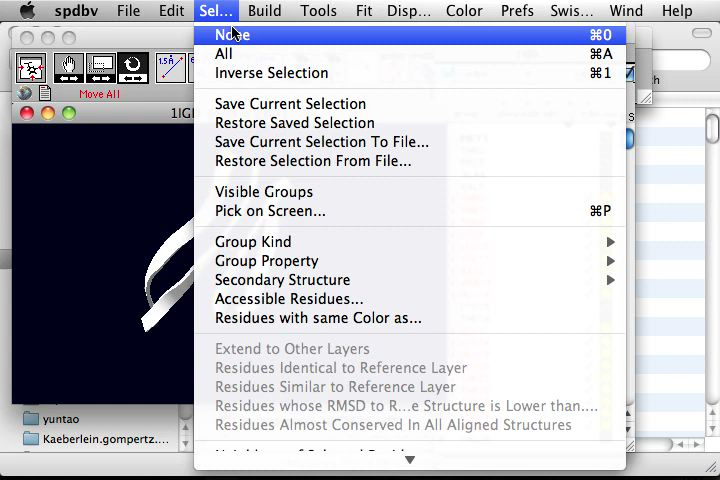 spdbv File Edit Sel... Build Tools Disp... Color Prefs Swis... Wind Help
None ⌘0
All ⌘A
Inverse Selection ⌘1
Save Current Selection
Restore Saved Selection
Save Current Selection To File...
Restore Selection From File...
Visible Groups
Pick on Screen... ⌘P
Group Kind
Group Property
Secondary Structure
Accessible Residues...
Residues with same Color as...
Extend to Other Layers
Residues Identical to Reference Layer
Residues Similar to Reference Layer
Residues whose RMSD to R...e Structure is Lower than....
Residues Almost Conserved In All Aligned Structures
1.5Å
Move All
yuntao
Kaeberlein.gompertz....